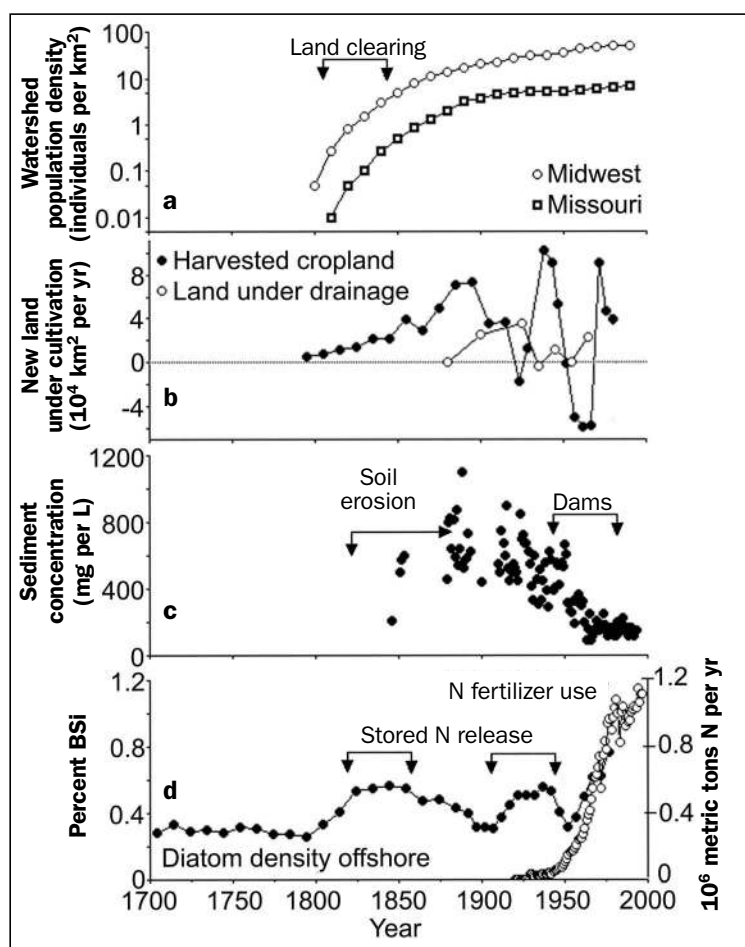 Watershed
population density
(individuals per km²)
100
10
1
0.1
0.01
Land clearing
a
Midwest
Missouri
New land
under cultivation
(10⁴ km² per yr)
8
4
0
-4
Harvested cropland
Land under drainage
b
Sediment
concentration
(mg per L)
1200
800
400
0
Soil
erosion
Dams
c
Percent BSi
1.2
0.8
0.4
0
N fertilizer use
Stored N release
d
Diatom density offshore
1.2
0.8
0.4
0
10⁶ metric tons N per yr
1700 1750 1800 1850 1900 1950 2000
Year